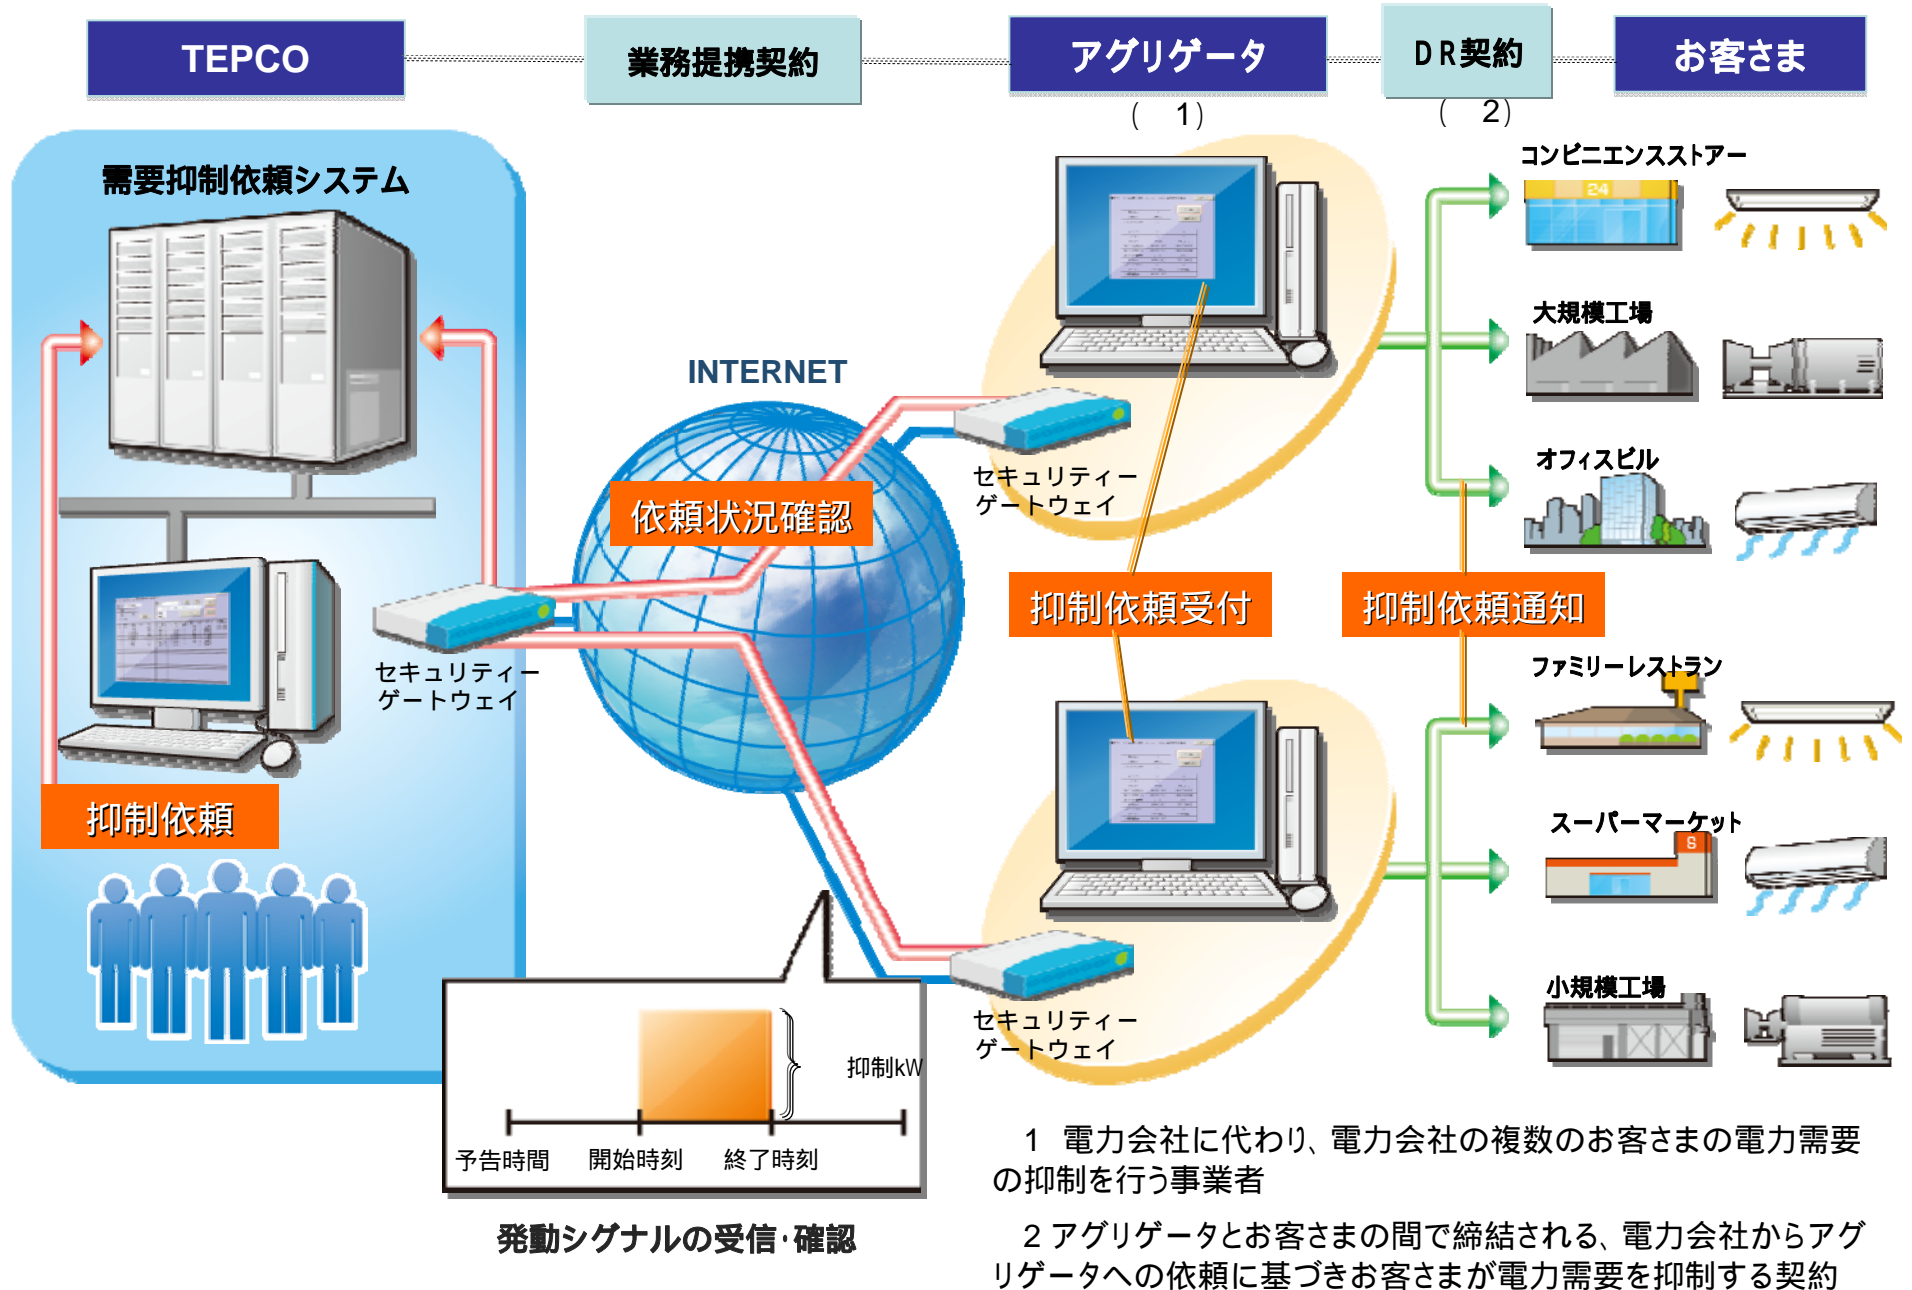 TEPCO
業務提携契約
アグリゲータ
( 1)
DR契約
( 2)
お客さま
需要抑制依頼システム
INTERNET
依頼状況確認
セキュリティー
ゲートウェイ
セキュリティー
ゲートウェイ
抑制依頼
抑制依頼受付
抑制依頼通知
コンビニエンスストアー
24
大規模工場
オフィスビル
ファミリーレストラン
スーパーマーケット
S
小規模工場
セキュリティー
ゲートウェイ
抑制kW
予告時間
開始時刻
終了時刻
発動シグナルの受信・確認
1 電力会社に代わり、電力会社の複数のお客さまの電力需要
の抑制を行う事業者
2 アグリゲータとお客さまの間で締結される、電力会社からアグ
リゲータへの依頼に基づきお客さまが電力需要を抑制する契約